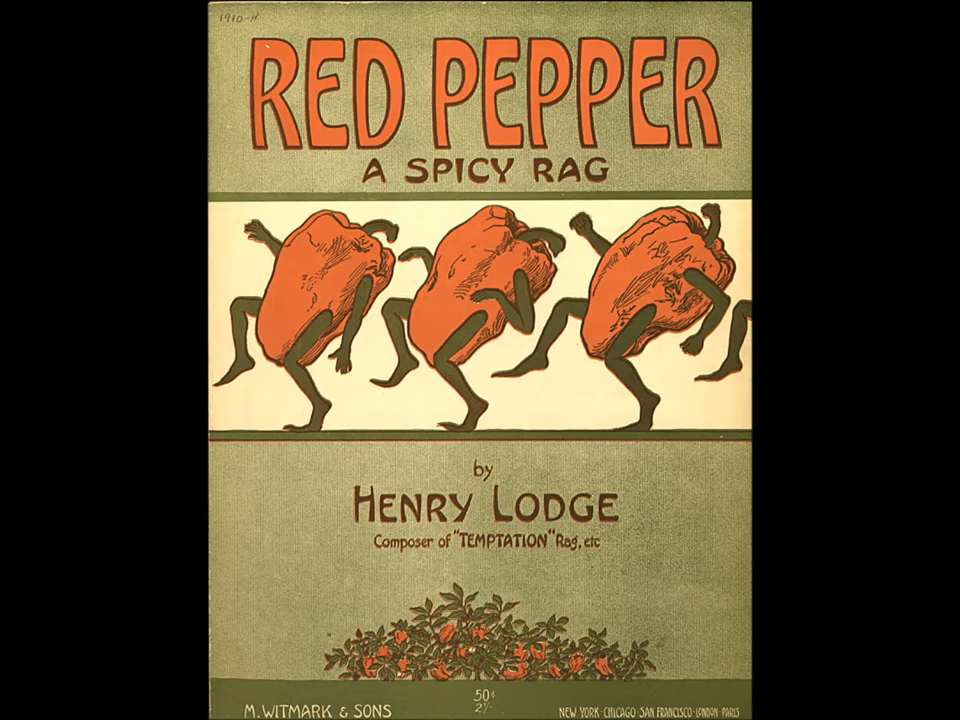 1910-H
RED PEPPER
A SPICY RAG
by
HENRY LODGE
Composer of "TEMPTATION" Rag, etc
50¢
2/-
M. WITMARK & SONS
NEW YORK·CHICAGO·SAN FRANCISCO·LONDON·PARIS